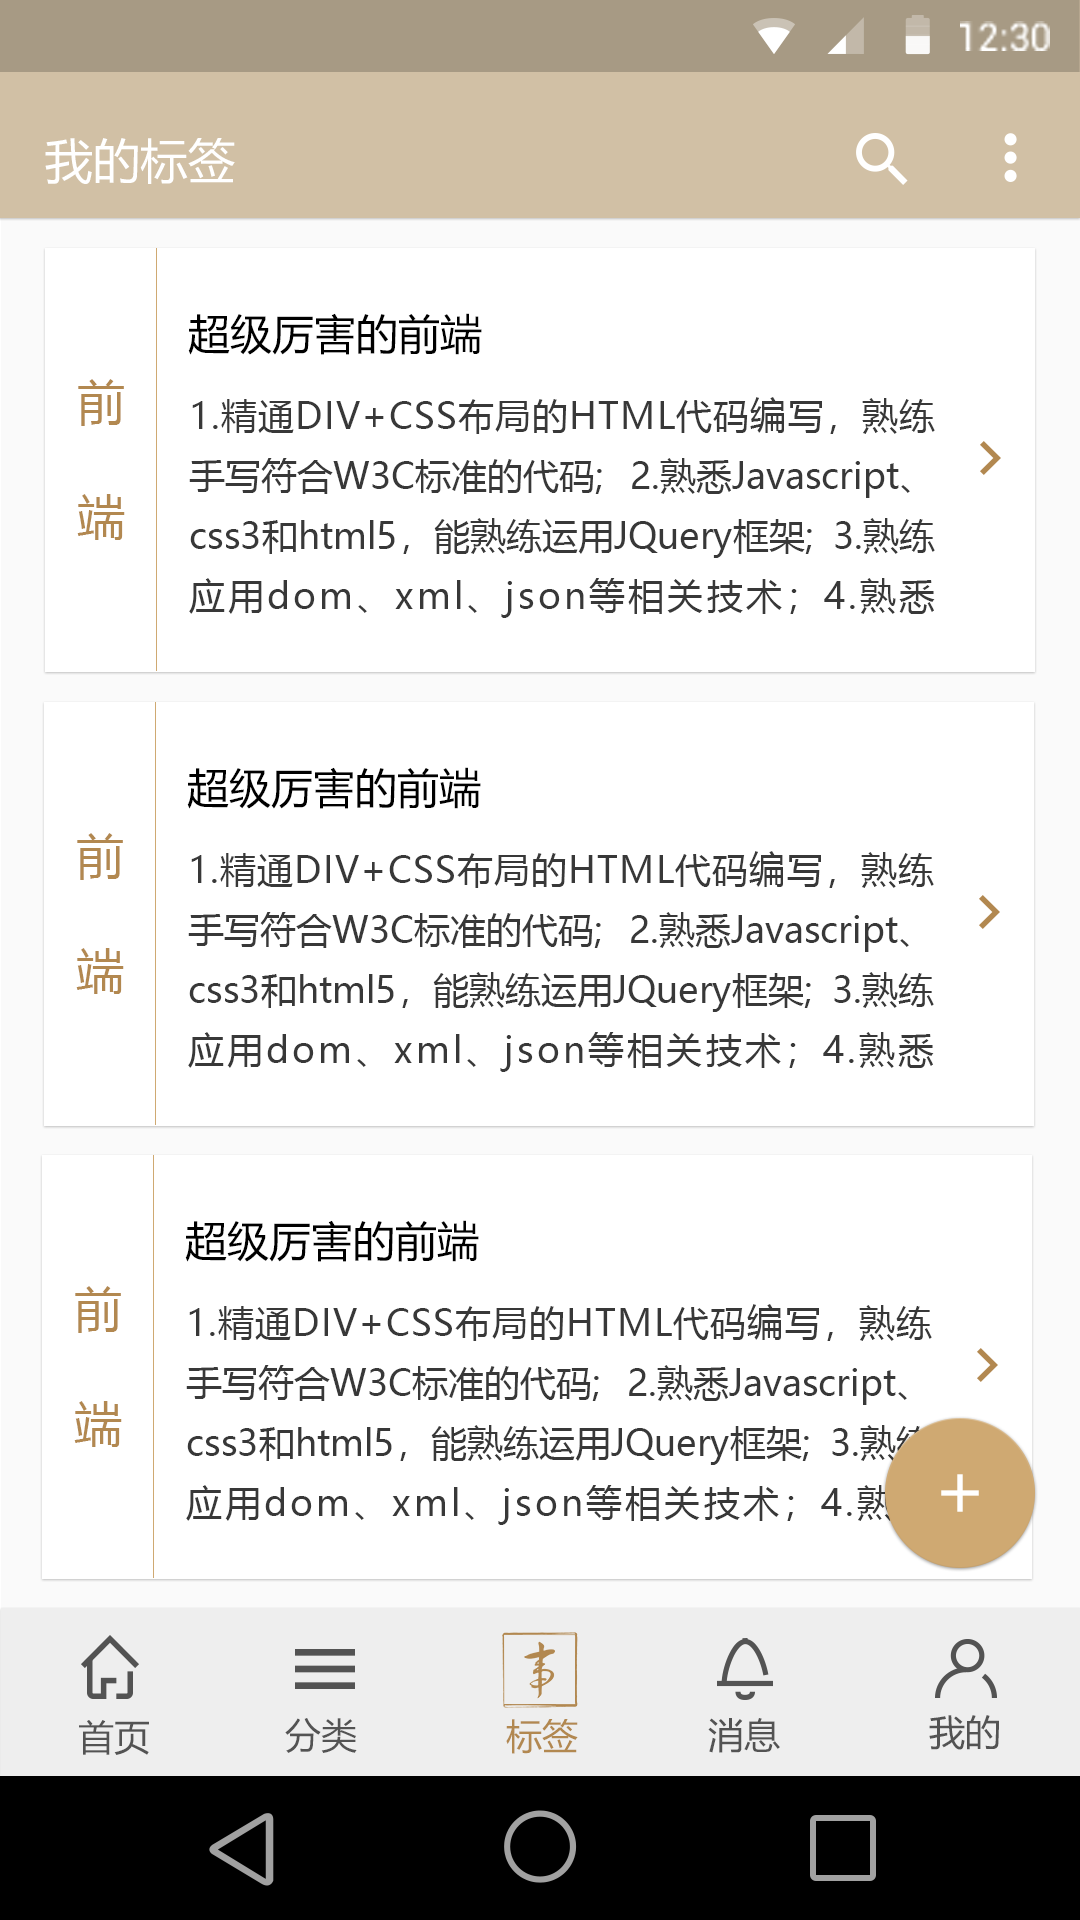 12:30
我的标签
前端
超级厉害的前端
1.精通DIV+CSS布局的HTML代码编写，熟练
手写符合W3C标准的代码；2.熟悉Javascript、
css3和html5，能熟练运用JQuery框架；3.熟练
应用dom、xml、json等相关技术；4.熟悉
前端
超级厉害的前端
1.精通DIV+CSS布局的HTML代码编写，熟练
手写符合W3C标准的代码；2.熟悉Javascript、
css3和html5，能熟练运用JQuery框架；3.熟练
应用dom、xml、json等相关技术；4.熟悉
前端
超级厉害的前端
1.精通DIV+CSS布局的HTML代码编写，熟练
手写符合W3C标准的代码；2.熟悉Javascript、
css3和html5，能熟练运用JQuery框架；3.熟练
应用dom、xml、json等相关技术；4.熟
首页
分类
标签
消息
我的